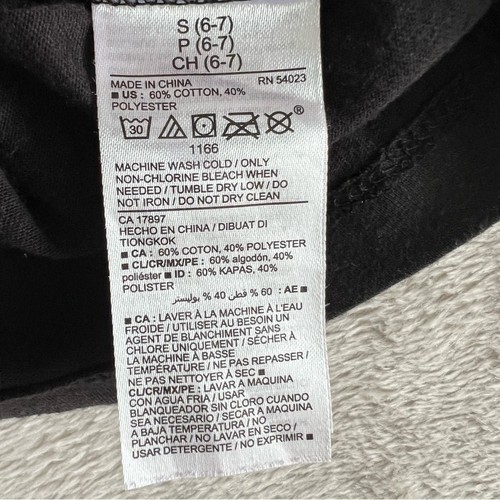 S (6-7)
P (6-7)
CH (6-7)
MADE IN CHINA RN 54023
■ US : 60% COTTON, 40%
POLYESTER
30 ®
1166
MACHINE WASH COLD / ONLY
NON-CHLORINE BLEACH WHEN
NEEDED / TUMBLE DRY LOW / DO
NOT IRON / DO NOT DRY CLEAN
CA 17897
HECHO EN CHINA / DIBUAT DI
TIONGKOK
■ CA : 60% COTON, 40% POLYESTER
■ CL/CR/MX/PE : 60% algodón, 40%
poliéster ■ ID : 60% KAPAS, 40%
POLISTER
■ AE : 60 % قطن 40 % بوليستر
■ CA : LAVER À LA MACHINE À L'EAU
FROIDE / UTILISER AU BESOIN UN
AGENT DE BLANCHIMENT SANS
CHLORE UNIQUEMENT / SÉCHER À
LA MACHINE À BASSE
TEMPÉRATURE / NE PAS REPASSER /
NE PAS NETTOYER À SEC ■
CL/CR/MX/PE : LAVAR A MAQUINA
CON AGUA FRIA / USAR
BLANQUEADOR SIN CLORO CUANDO
SEA NECESARIO / SECAR A MAQUINA
A BAJA TEMPERATURA / NO
PLANCHAR / NO LAVAR EN SECO /
USAR DETERGENTE / NO EXPRIMIR ■